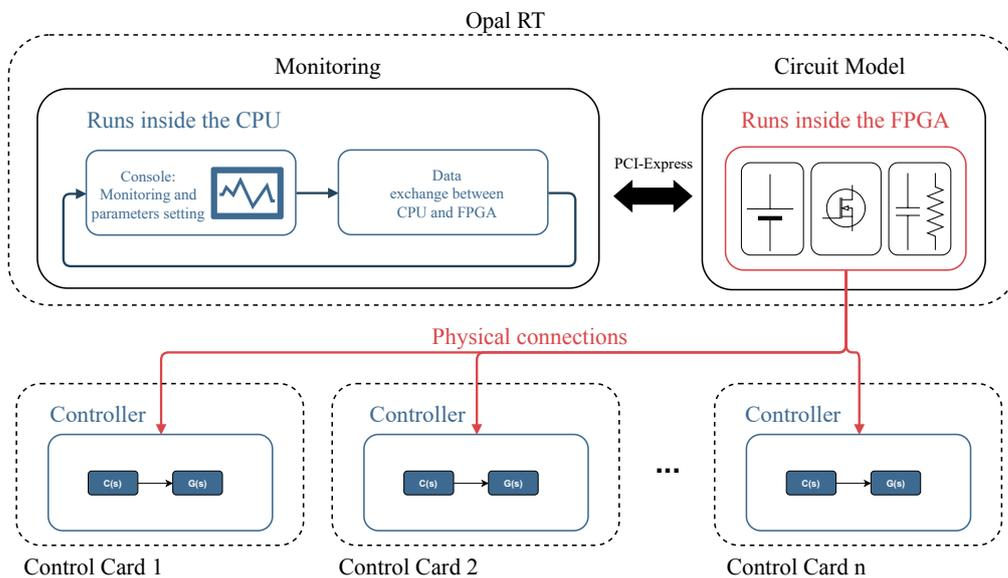 Opal RT
Monitoring
Circuit Model
Runs inside the CPU
Runs inside the FPGA
Console:
Monitoring and
parameters setting
Data
exchange between
CPU and FPGA
PCI-Express
Physical connections
Controller
Controller
Controller
C(s)
G(s)
C(s)
G(s)
...
C(s)
G(s)
Control Card 1
Control Card 2
Control Card n